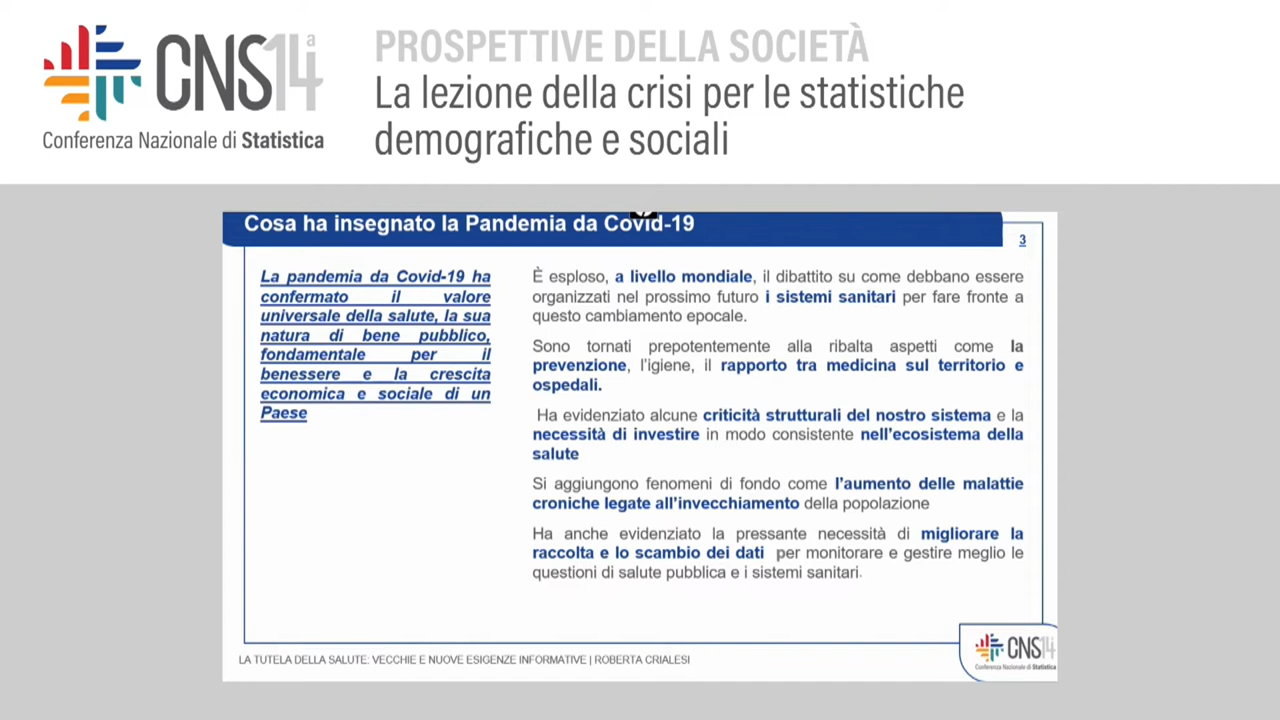 CNS14a
Conferenza Nazionale di Statistica
PROSPETTIVE DELLA SOCIETÀ
La lezione della crisi per le statistiche
demografiche e sociali
Cosa ha insegnato la Pandemia da Covid-19
3
La pandemia da Covid-19 ha
confermato il valore
universale della salute, la sua
natura di bene pubblico,
fondamentale per il
benessere e la crescita
economica e sociale di un
Paese
È esploso, a livello mondiale, il dibattito su come debbano essere
organizzati nel prossimo futuro i sistemi sanitari per fare fronte a
questo cambiamento epocale.
Sono tornati prepotentemente alla ribalta aspetti come la
prevenzione, l'igiene, il rapporto tra medicina sul territorio e
ospedali.
Ha evidenziato alcune criticità strutturali del nostro sistema e la
necessità di investire in modo consistente nell'ecosistema della
salute
Si aggiungono fenomeni di fondo come l'aumento delle malattie
croniche legate all'invecchiamento della popolazione
Ha anche evidenziato la pressante necessità di migliorare la
raccolta e lo scambio dei dati per monitorare e gestire meglio le
questioni di salute pubblica e i sistemi sanitari.
LA TUTELA DELLA SALUTE: VECCHIE E NUOVE ESIGENZE INFORMATIVE | ROBERTA CRIALESI
CNS14
Conferenza Nazionale di Statistica